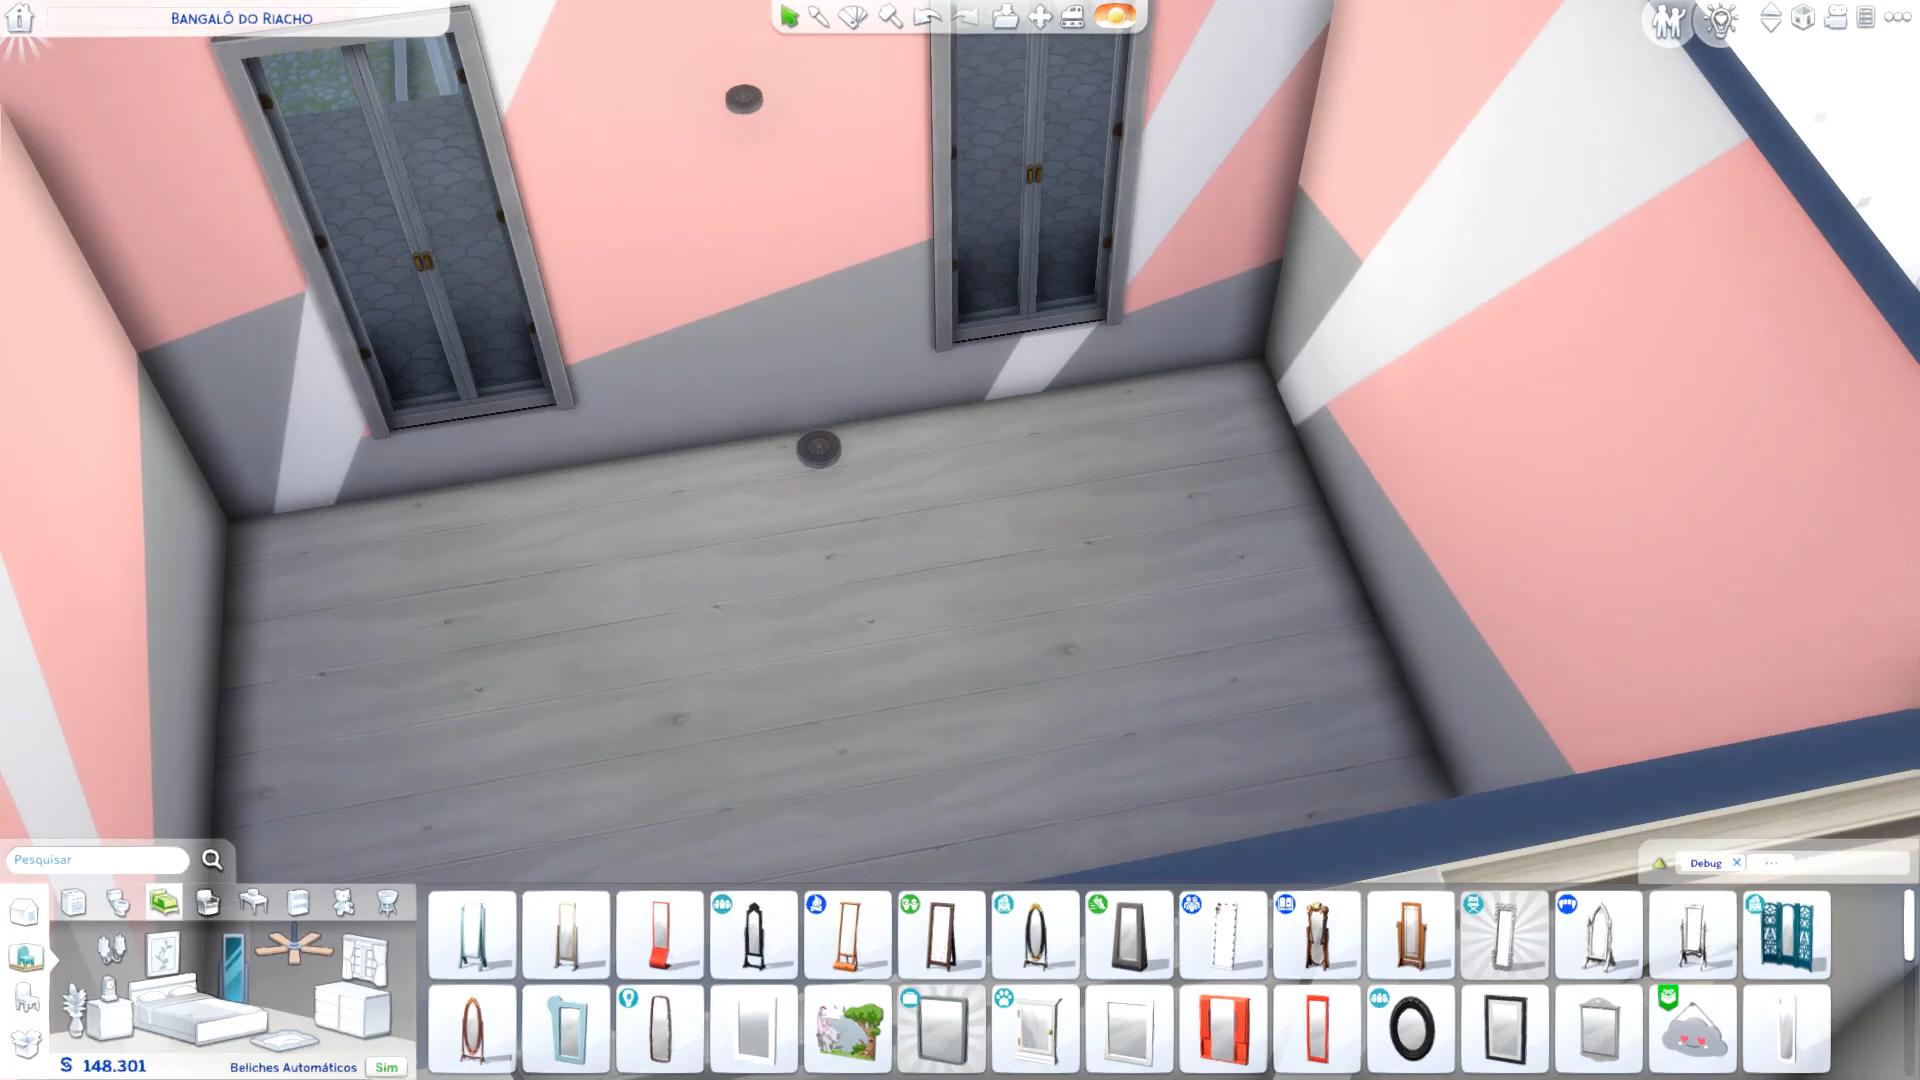 BANGALÔ DO RIACHO
Pesquisar
Debug
148.301
Beliches Automáticos
Sim